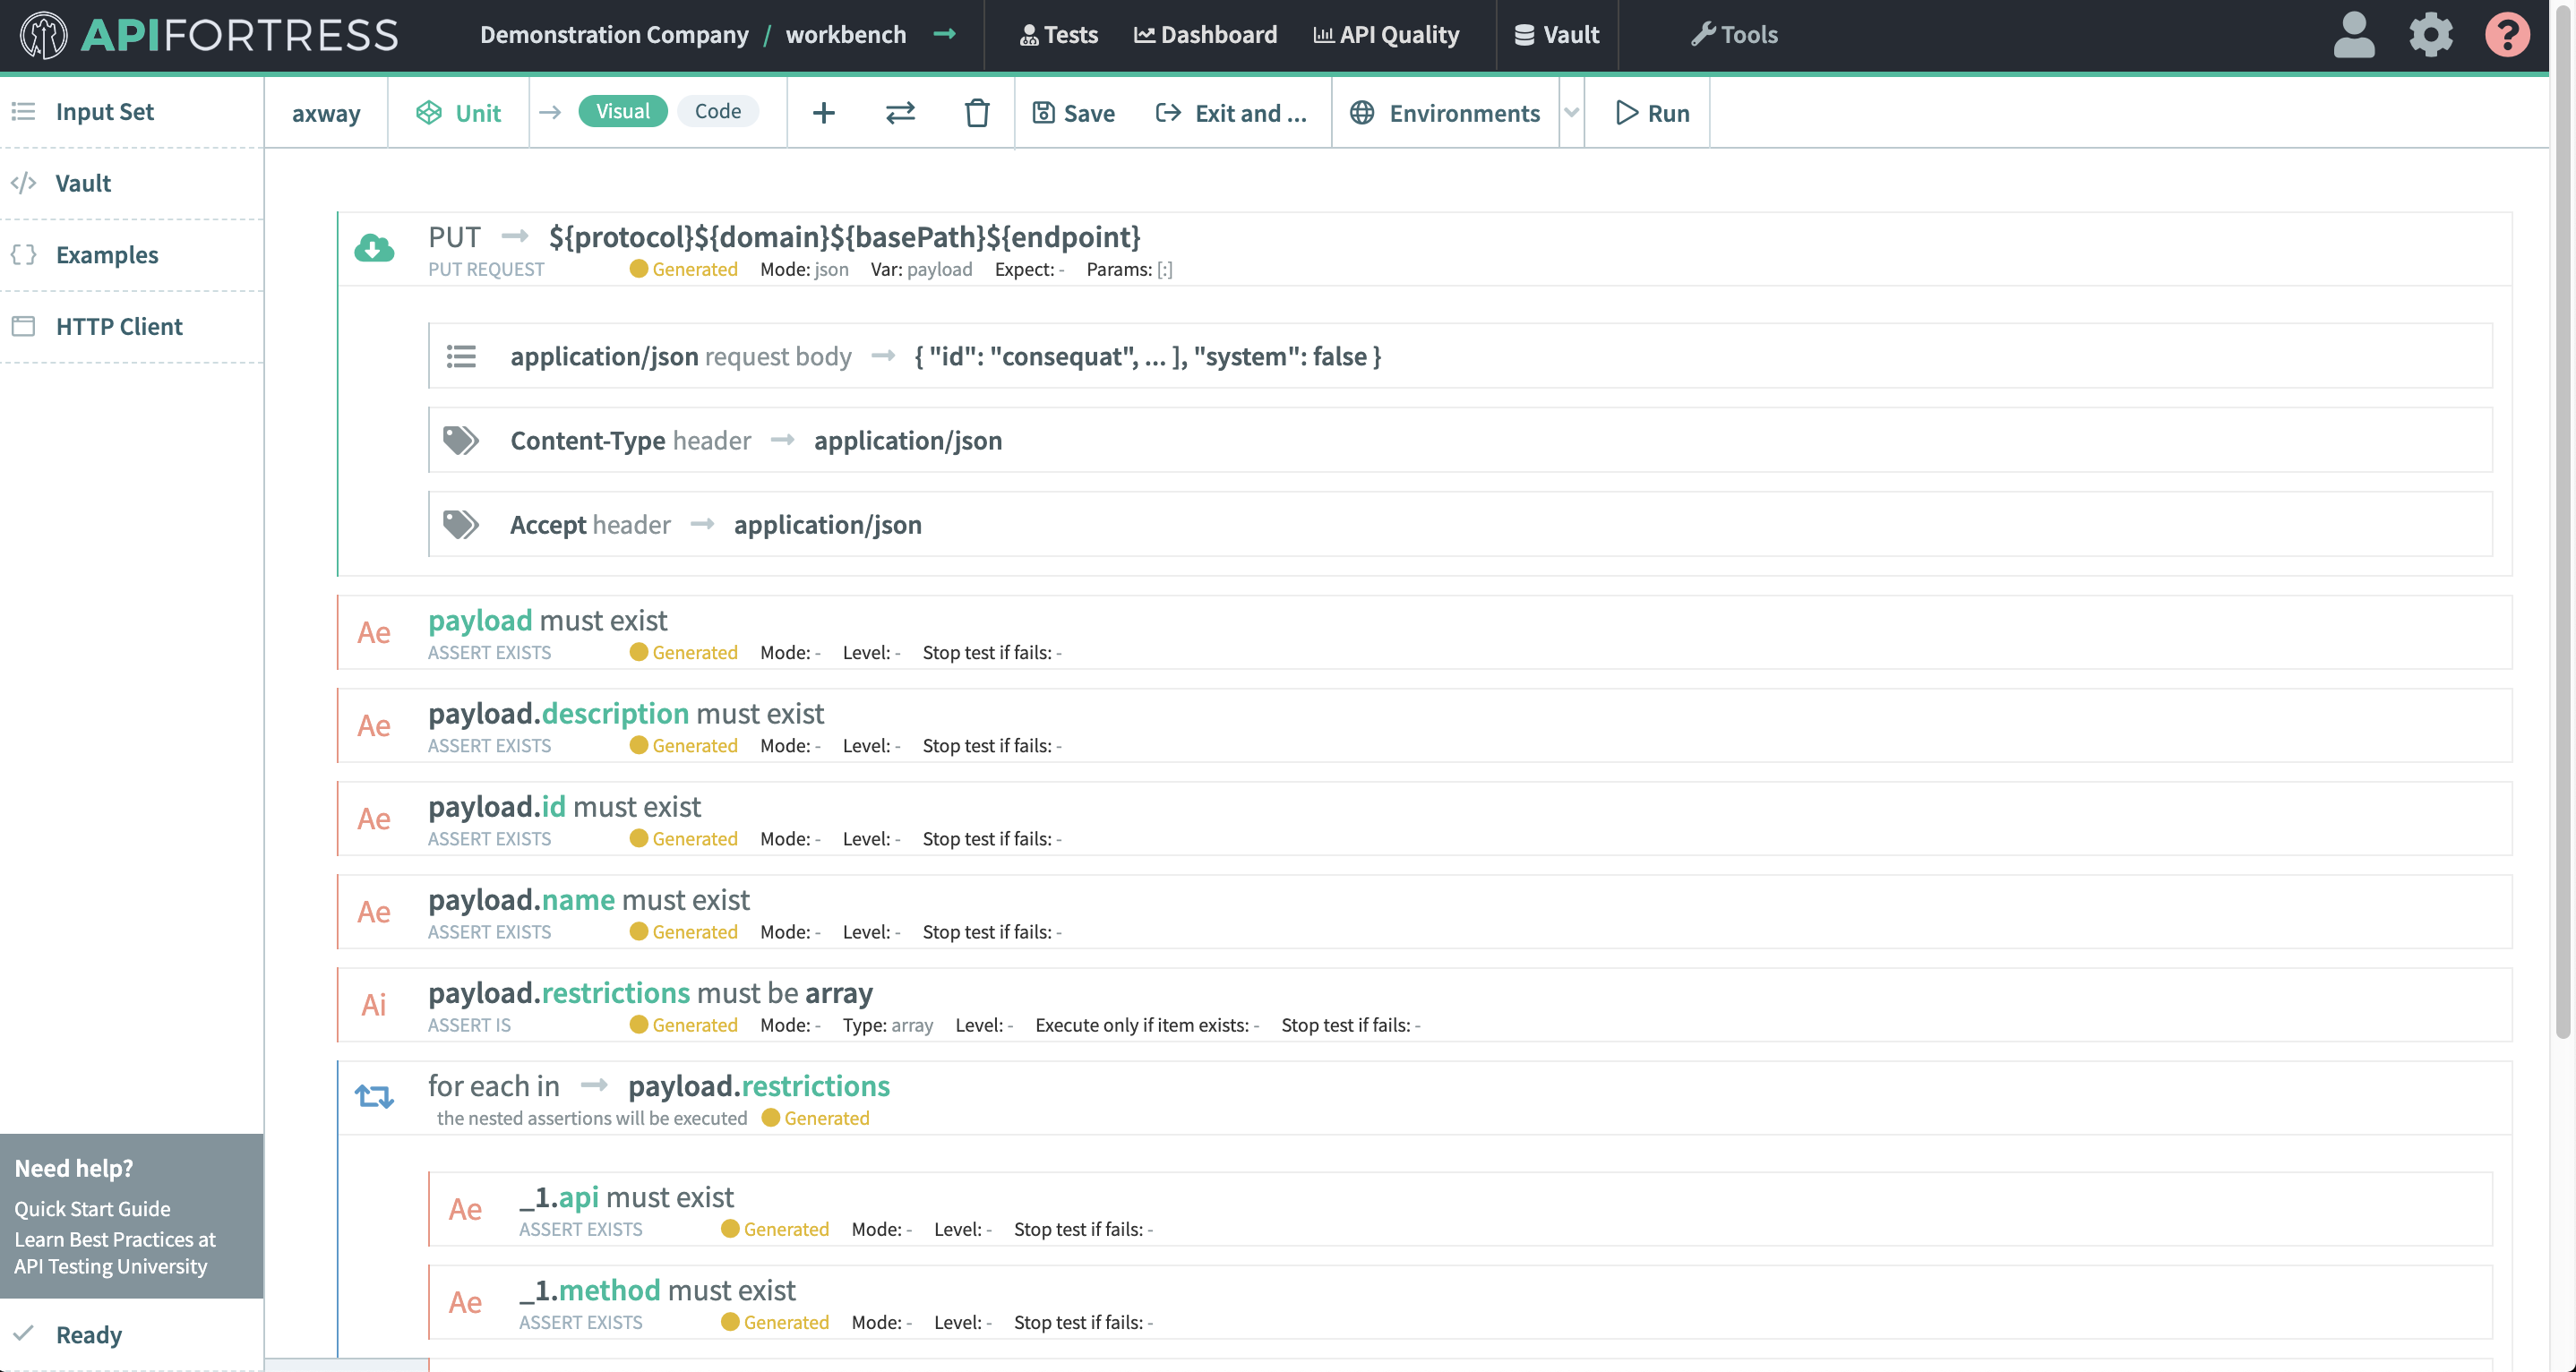 APIFORTRESS
Demonstration Company / workbench
Tests
Dashboard
API Quality
Vault
Tools
?
Input Set
Vault
Examples
HTTP Client
axway
Unit
Visual
Code
Save
Exit and ...
Environments
Run
PUT ${protocol}${domain}${basePath}${endpoint}
PUT REQUEST Generated Mode: json Var: payload Expect: - Params: [:]
application/json request body { "id": "consequat", ... ], "system": false }
Content-Type header application/json
Accept header application/json
Ae payload must exist
ASSERT EXISTS Generated Mode: - Level: - Stop test if fails: -
Ae payload.description must exist
ASSERT EXISTS Generated Mode: - Level: - Stop test if fails: -
Ae payload.id must exist
ASSERT EXISTS Generated Mode: - Level: - Stop test if fails: -
Ae payload.name must exist
ASSERT EXISTS Generated Mode: - Level: - Stop test if fails: -
Ai payload.restrictions must be array
ASSERT IS Generated Mode: - Type: array Level: - Execute only if item exists: - Stop test if fails: -
for each in payload.restrictions
the nested assertions will be executed Generated
Ae _1.api must exist
ASSERT EXISTS Generated Mode: - Level: - Stop test if fails: -
Ae _1.method must exist
ASSERT EXISTS Generated Mode: - Level: - Stop test if fails: -
Need help?
Quick Start Guide
Learn Best Practices at
API Testing University
Ready